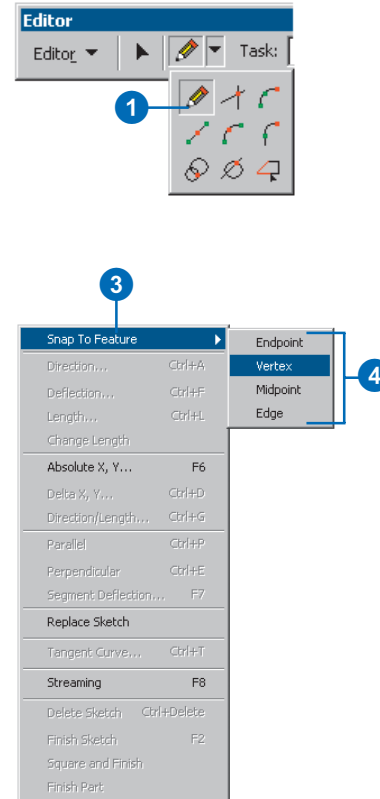 Editor
Editor Task:
1
3
Snap To Feature
Direction... Ctrl+A
Deflection... Ctrl+F
Length... Ctrl+L
Change Length
Absolute X, Y... F6
Delta X, Y... Ctrl+D
Direction/Length... Ctrl+G
Parallel Ctrl+P
Perpendicular Ctrl+E
Segment Deflection... F7
Replace Sketch
Tangent Curve... Ctrl+T
Streaming F8
Delete Sketch Ctrl+Delete
Finish Sketch F2
Square and Finish
Finish Part
Endpoint
Vertex
Midpoint
Edge
4